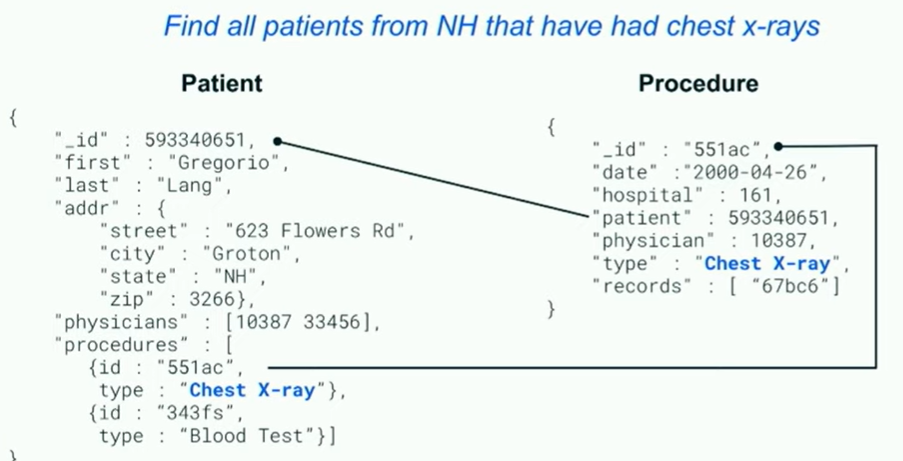 Find all patients from NH that have had chest x-rays
Patient
{
"_id" : 593340651,
"first" : "Gregorio",
"last" : "Lang",
"addr" : {
"street" : "623 Flowers Rd",
"city" : "Groton",
"state" : "NH",
"zip" : 3266},
"physicians" : [10387 33456],
"procedures" : [
{id : "551ac",
type : "Chest X-ray"},
{id : "343fs",
type : "Blood Test"}]
}
Procedure
{
"_id" : "551ac",
"date" :"2000-04-26",
"hospital" : 161,
"patient" : 593340651,
"physician" : 10387,
"type" : "Chest X-ray",
"records" : [ "67bc6"]
}